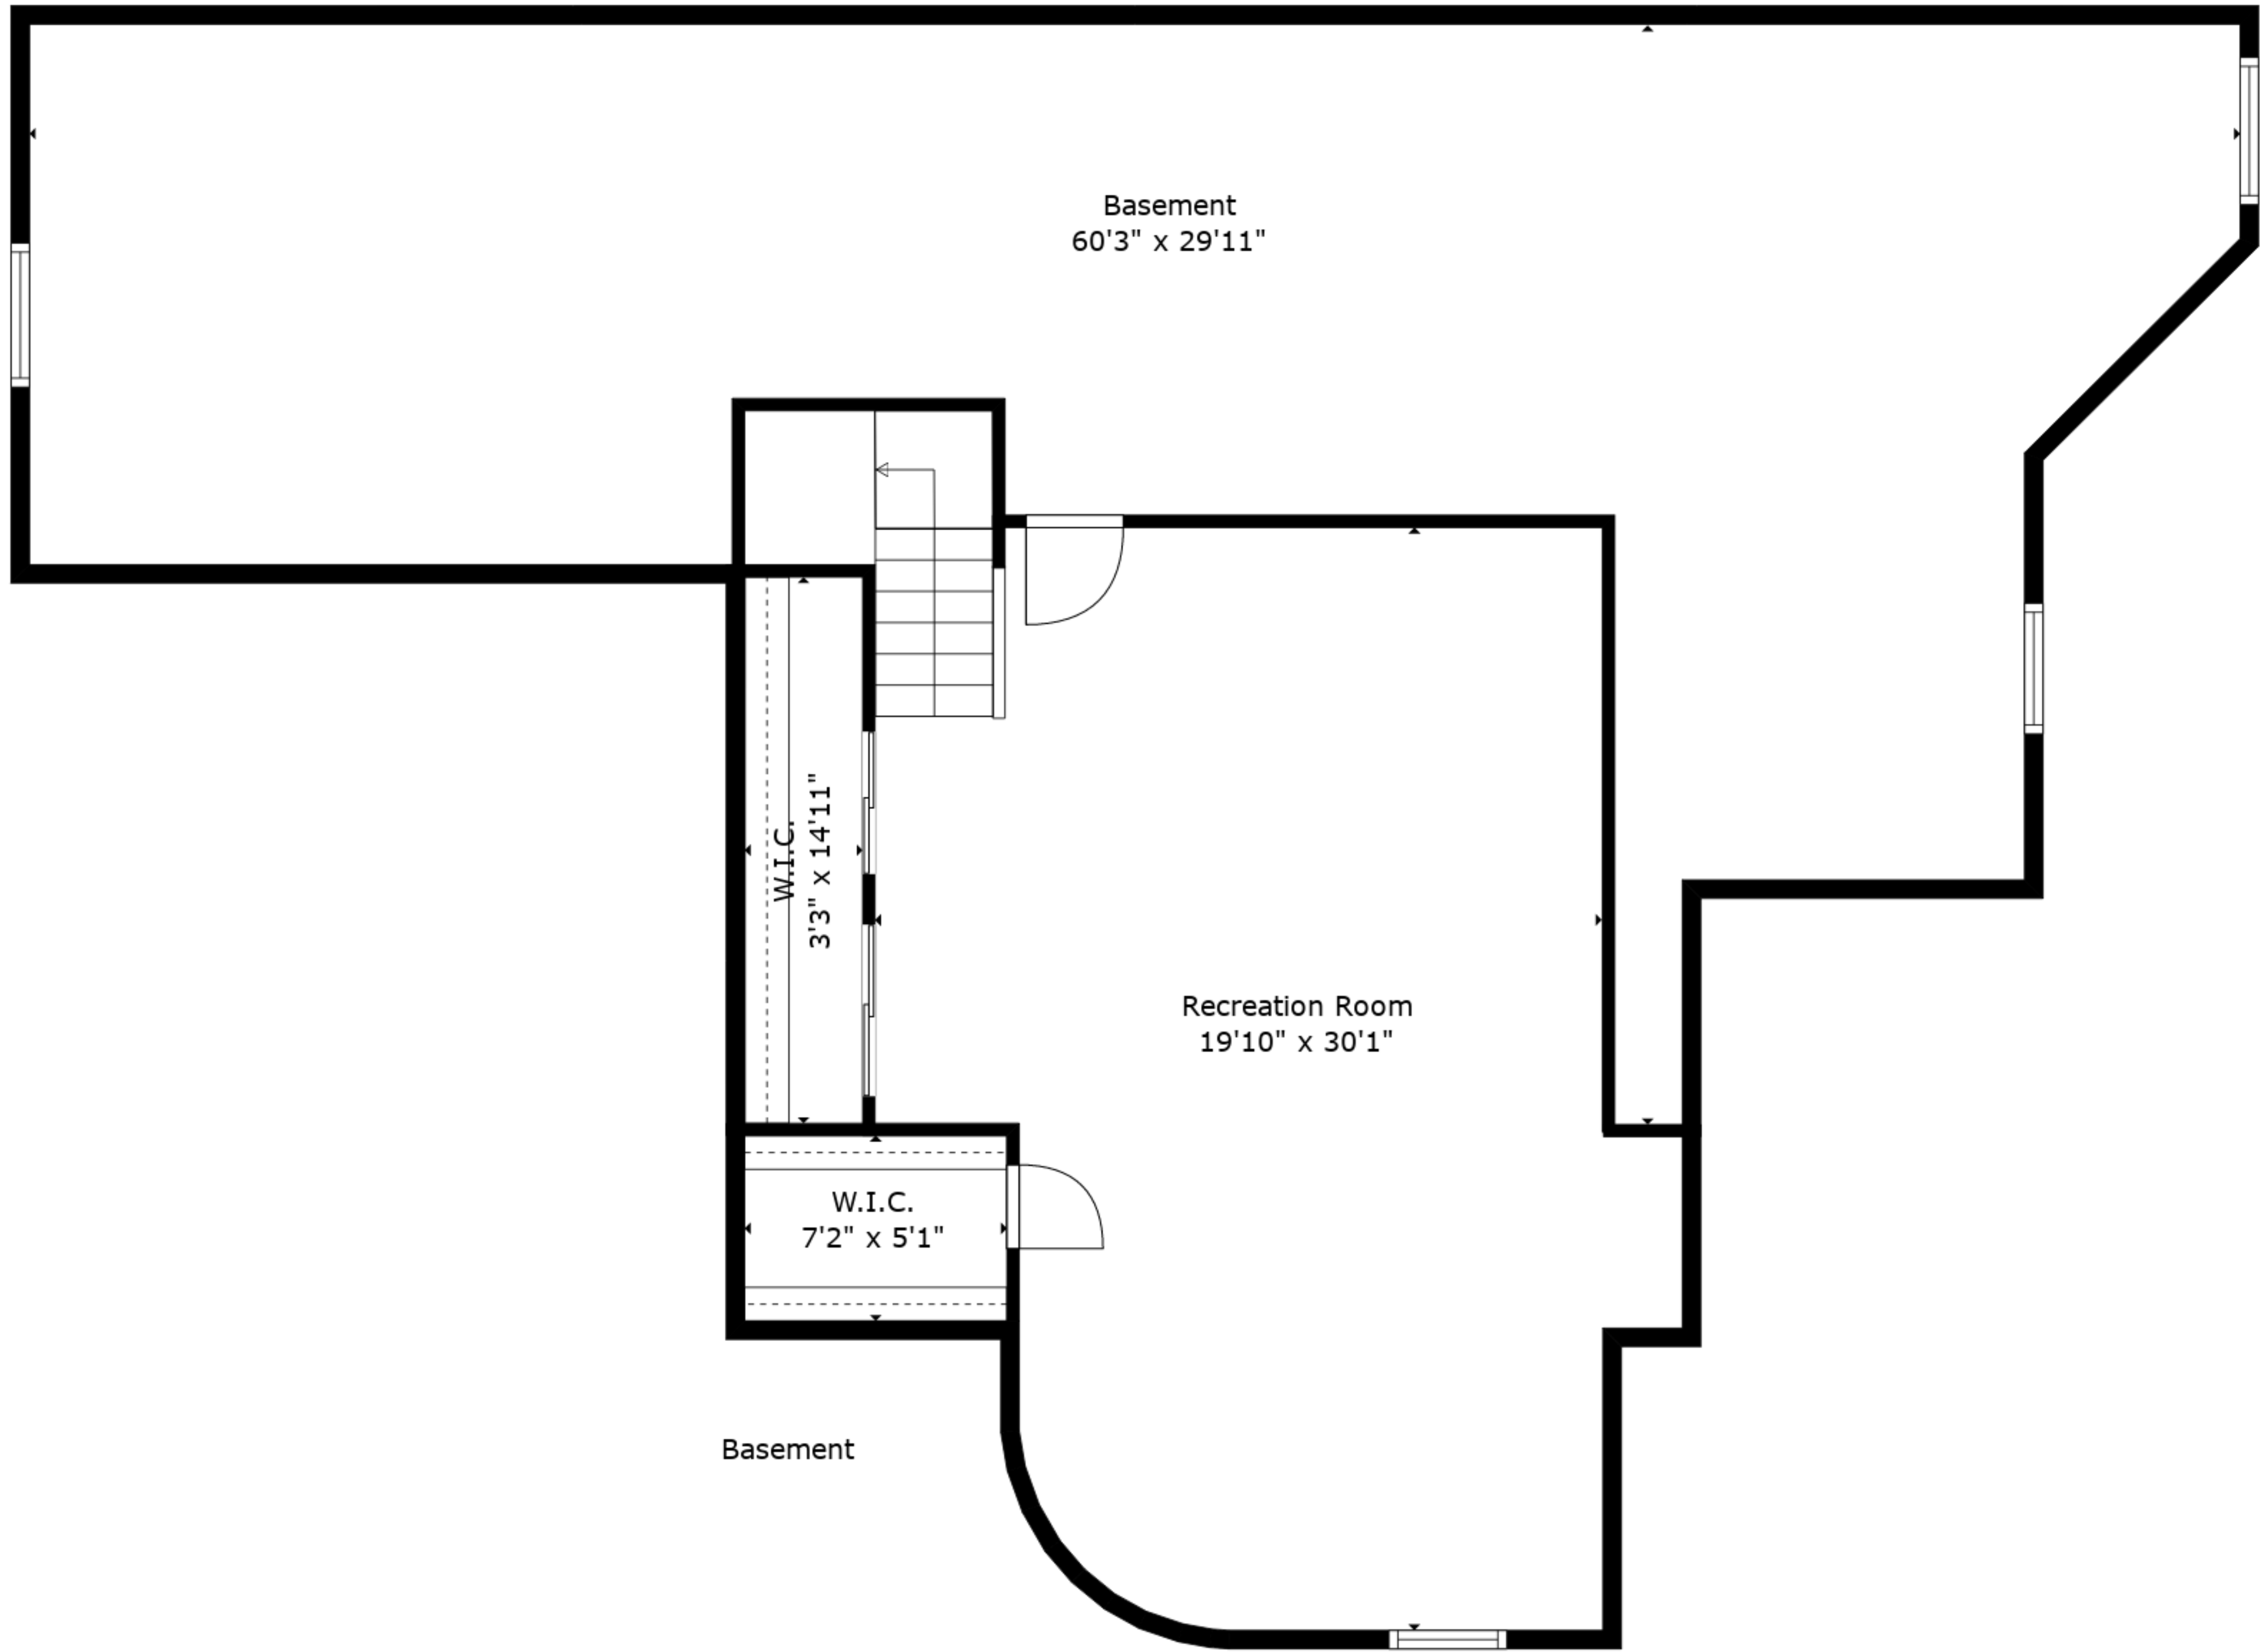 Basement
60'3" x 29'11"
W.I.C.
3'3" x 14'11"
Recreation Room
19'10" x 30'1"
W.I.C.
7'2" x 5'1"
Basement